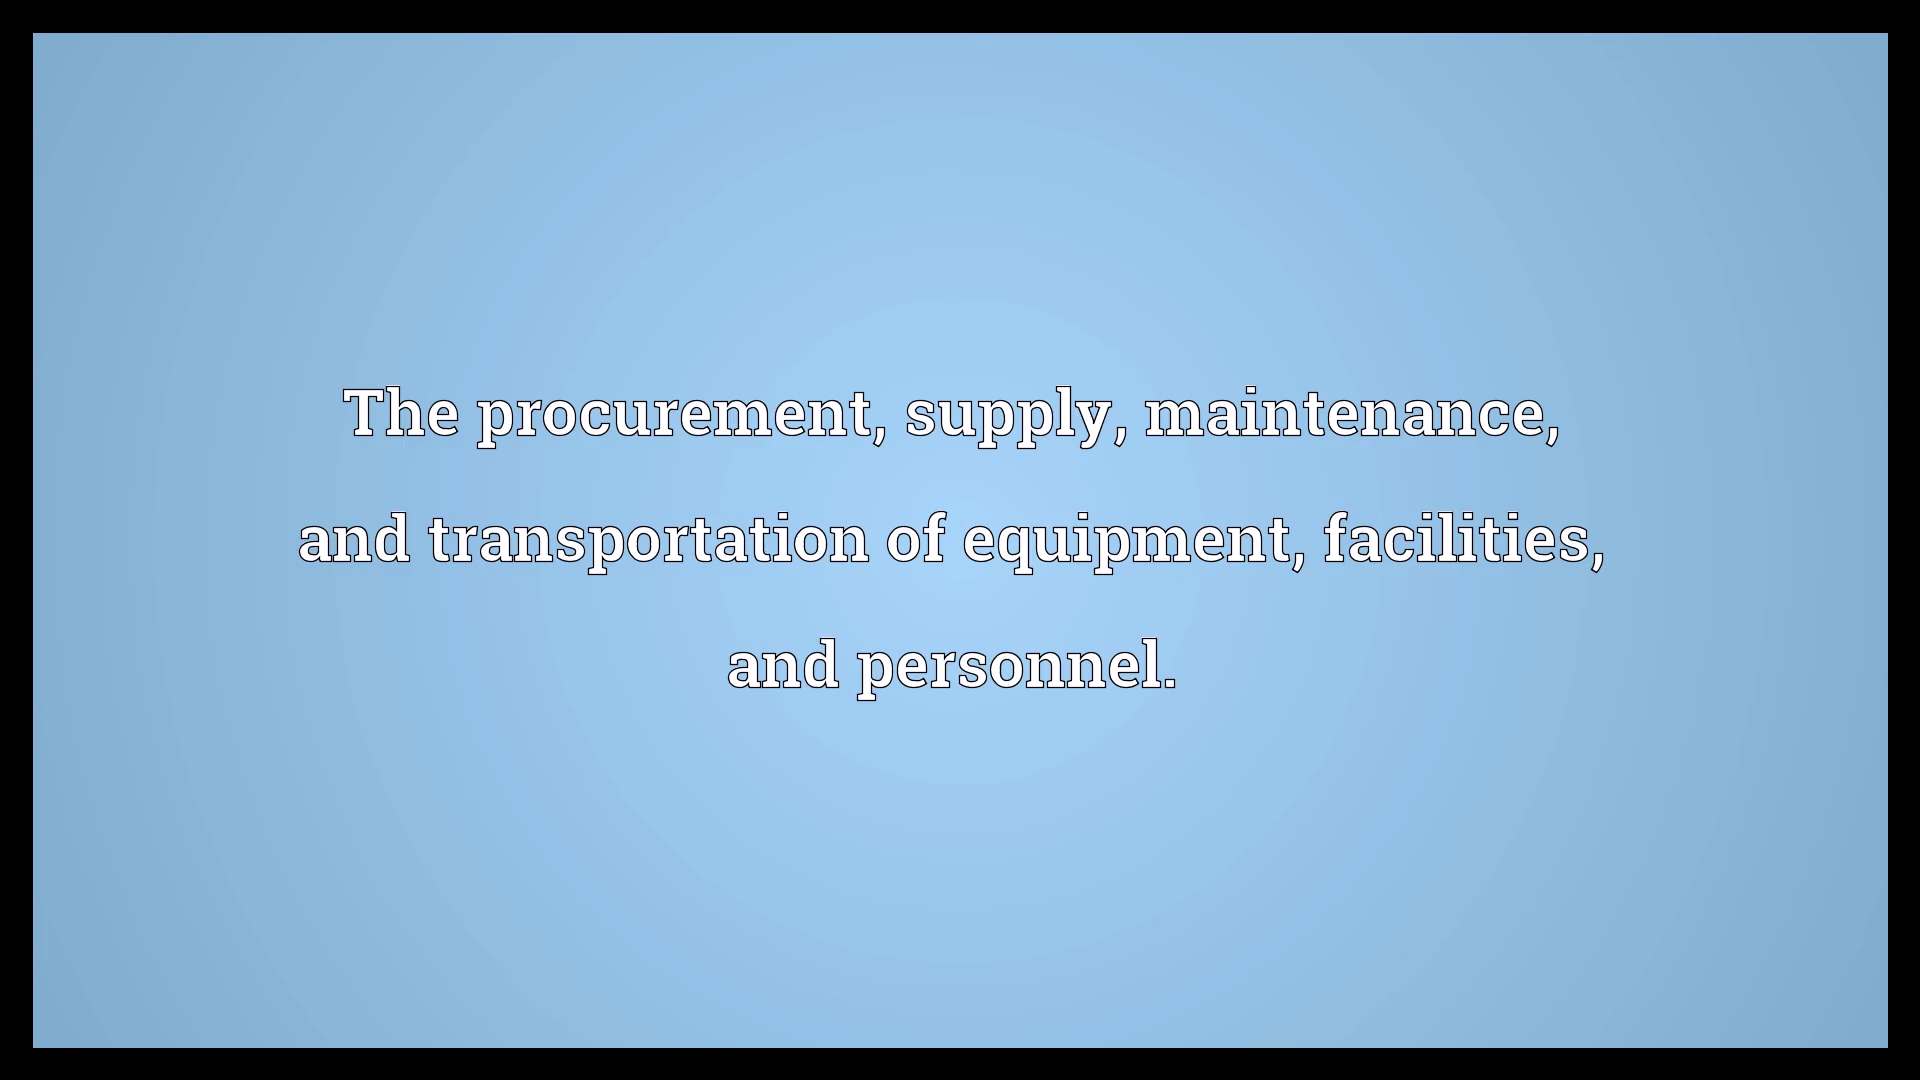 The procurement, supply, maintenance,
and transportation of equipment, facilities,
and personnel.